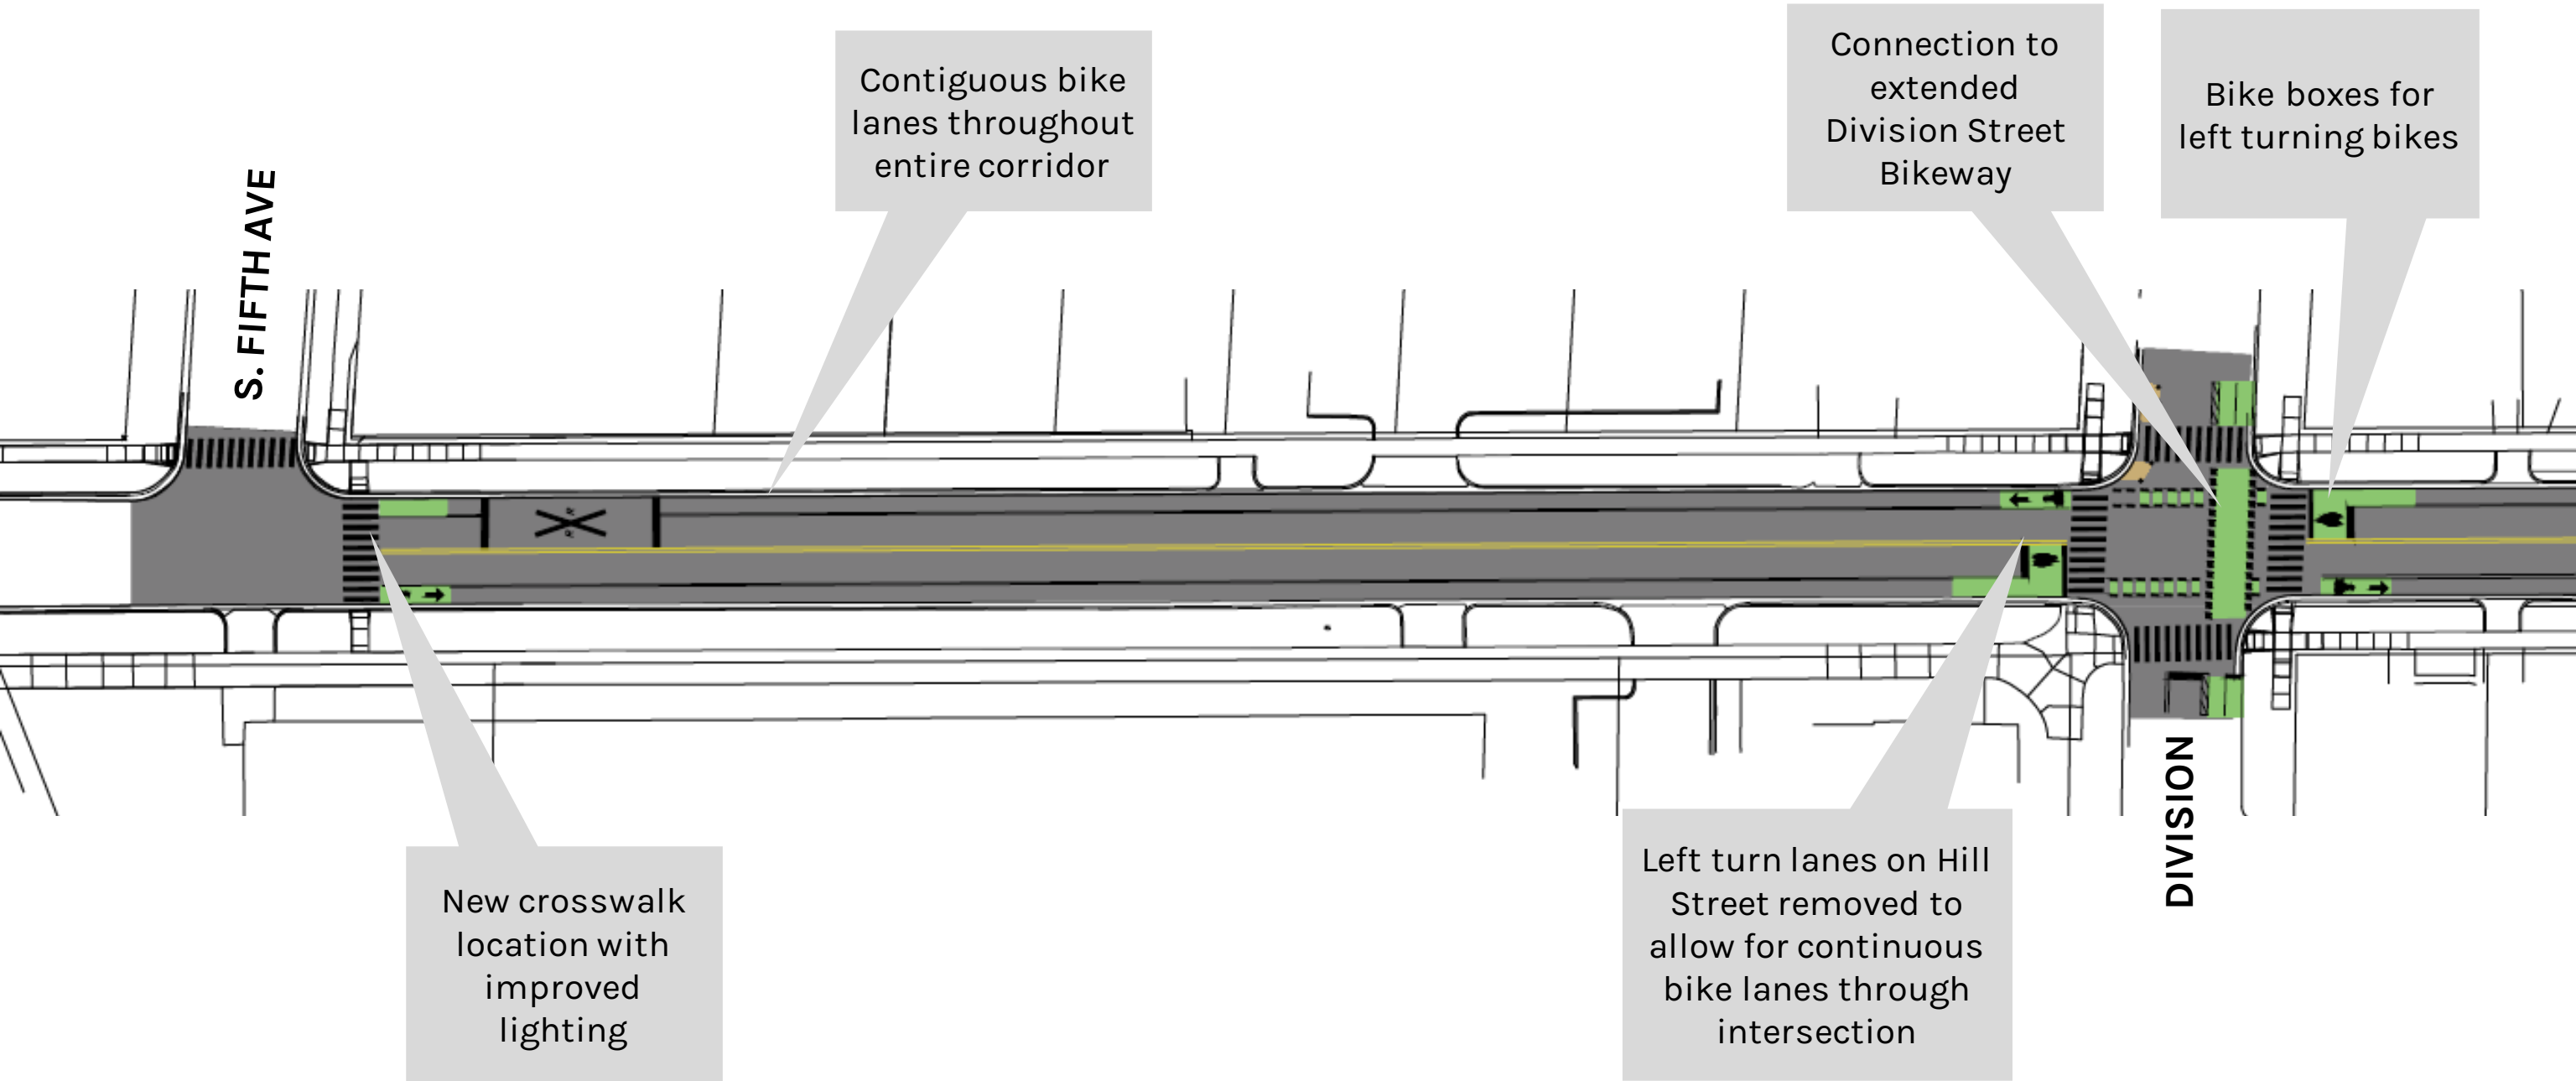 Contiguous bike
lanes throughout
entire corridor
Connection to
extended
Division Street
Bikeway
Bike boxes for
left turning bikes
S. FIFTH AVE
New crosswalk
location with
improved
lighting
Left turn lanes on Hill
Street removed to
allow for continuous
bike lanes through
intersection
DIVISION